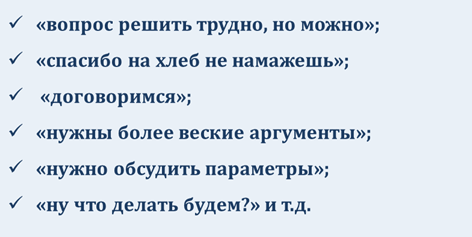 ✓ «вопрос решить трудно, но можно»;
✓ «спасибо на хлеб не намажешь»;
✓ «договоримся»;
✓ «нужны более веские аргументы»;
✓ «нужно обсудить параметры»;
✓ «ну что делать будем?» и т.д.